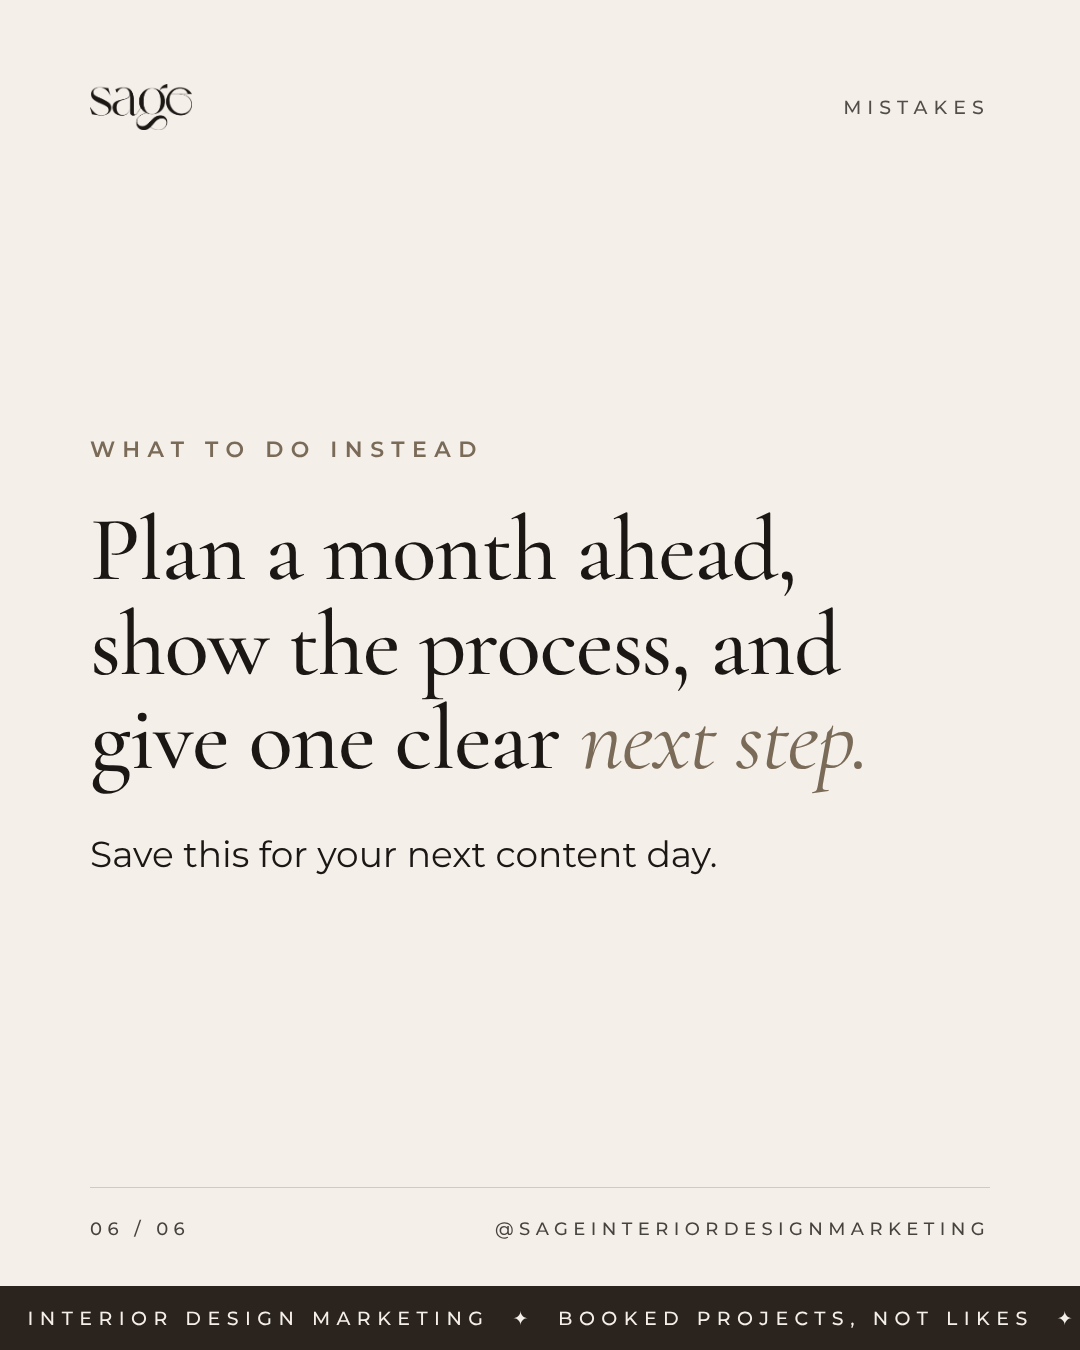 sage
MISTAKES
WHAT TO DO INSTEAD
Plan a month ahead,
show the process, and
give one clear next step.
Save this for your next content day.
06 / 06
@SAGEINTERIORDESIGNMARKETING
INTERIOR DESIGN MARKETING ✦ BOOKED PROJECTS, NOT LIKES ✦